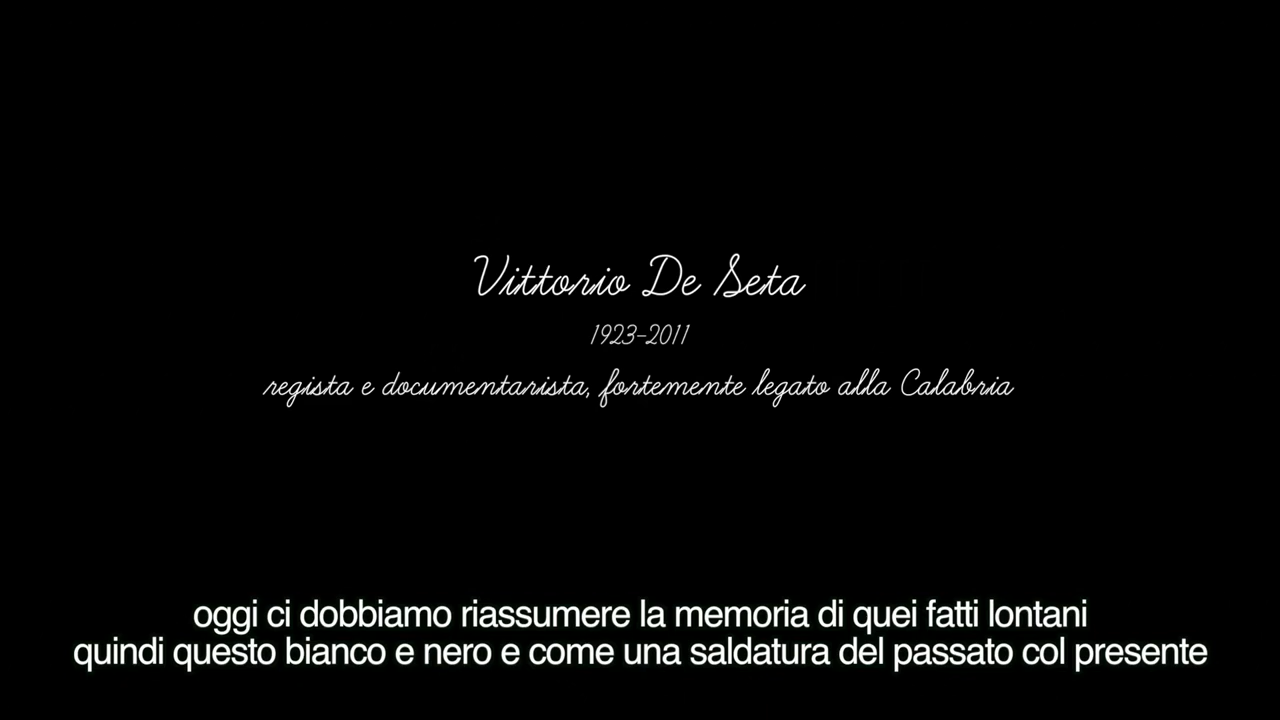 Vittorio De Seta
1923-2011
regista e documentarista, fortemente legato alla Calabria
oggi ci dobbiamo riassumere la memoria di quei fatti lontani
quindi questo bianco e nero e come una saldatura del passato col presente